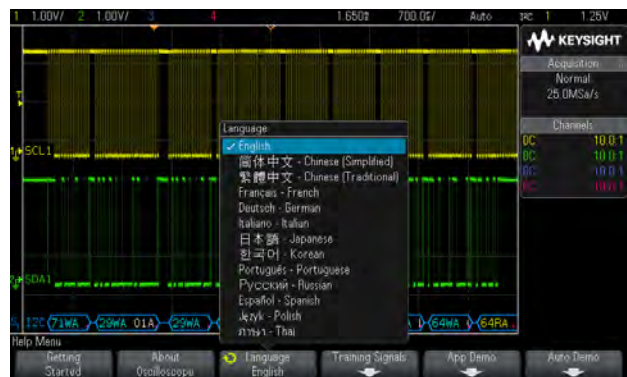 1 1.00V/ 2 1.00V/ 3 4 700.0 Auto I2C 1 1.25V
KEYSIGHT
Acquisition
Normal
25.0MSa/s
Channels
DC 10.0:1
DC 10.0:1
DC 10.0:1
DC 10.0:1
SCL1
SDA1
Language
English
简体中文 - Chinese (Simplified)
繁體中文 - Chinese (Traditional)
Français - French
Deutsch - German
Italiano - Italian
日本語 - Japanese
한국어 - Korean
Português - Portuguese
Русский - Russian
Español - Spanish
Język - Polish
ภาษา - Thai
I2C 71WA 29WA 01A 29WA 64WA 64RA
Help Menu
Getting Started
About Oscilloscope
Language English
Training Signals
App Demo
Auto Demo